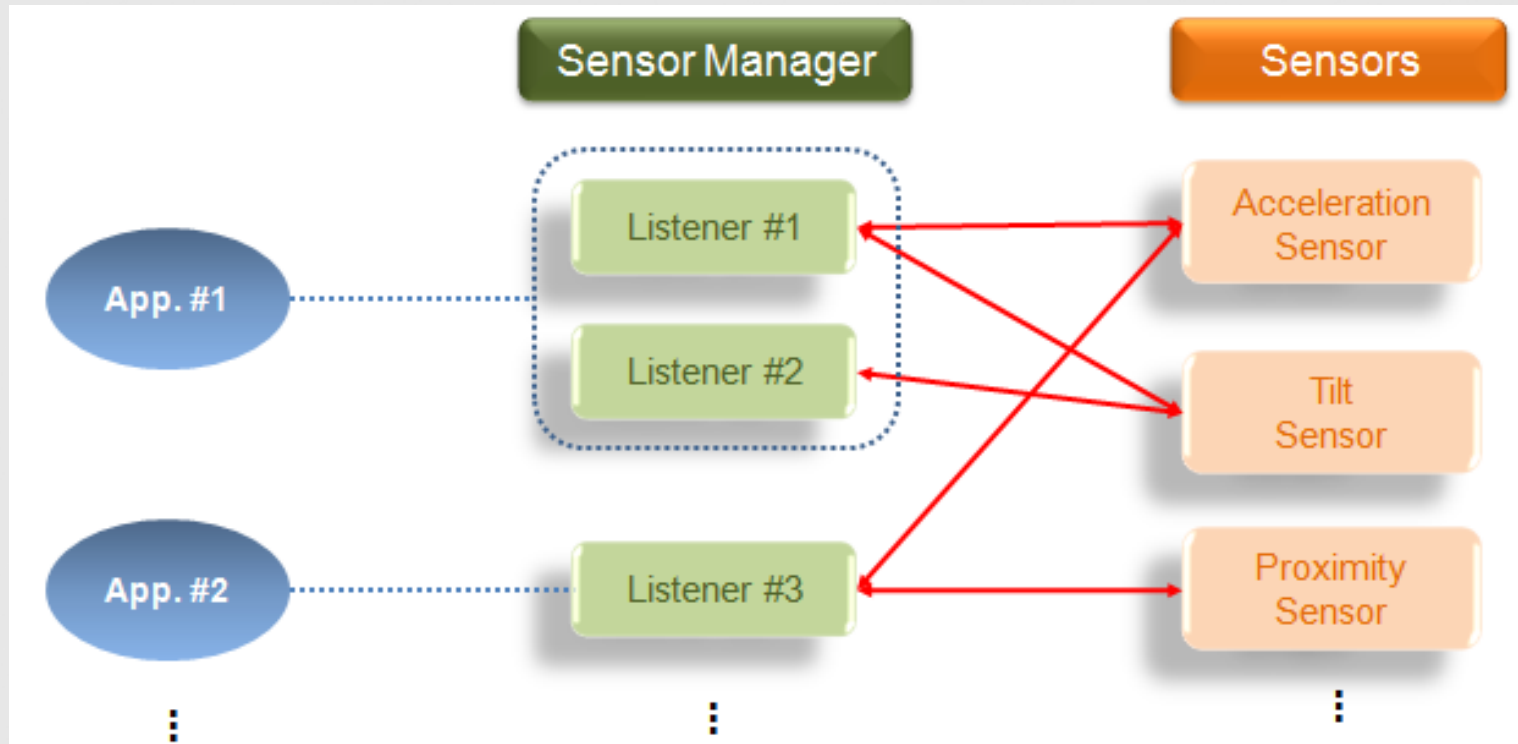 Sensor Manager
Sensors
App. #1
Listener #1
Listener #2
Acceleration
Sensor
Tilt
Sensor
App. #2
Listener #3
Proximity
Sensor